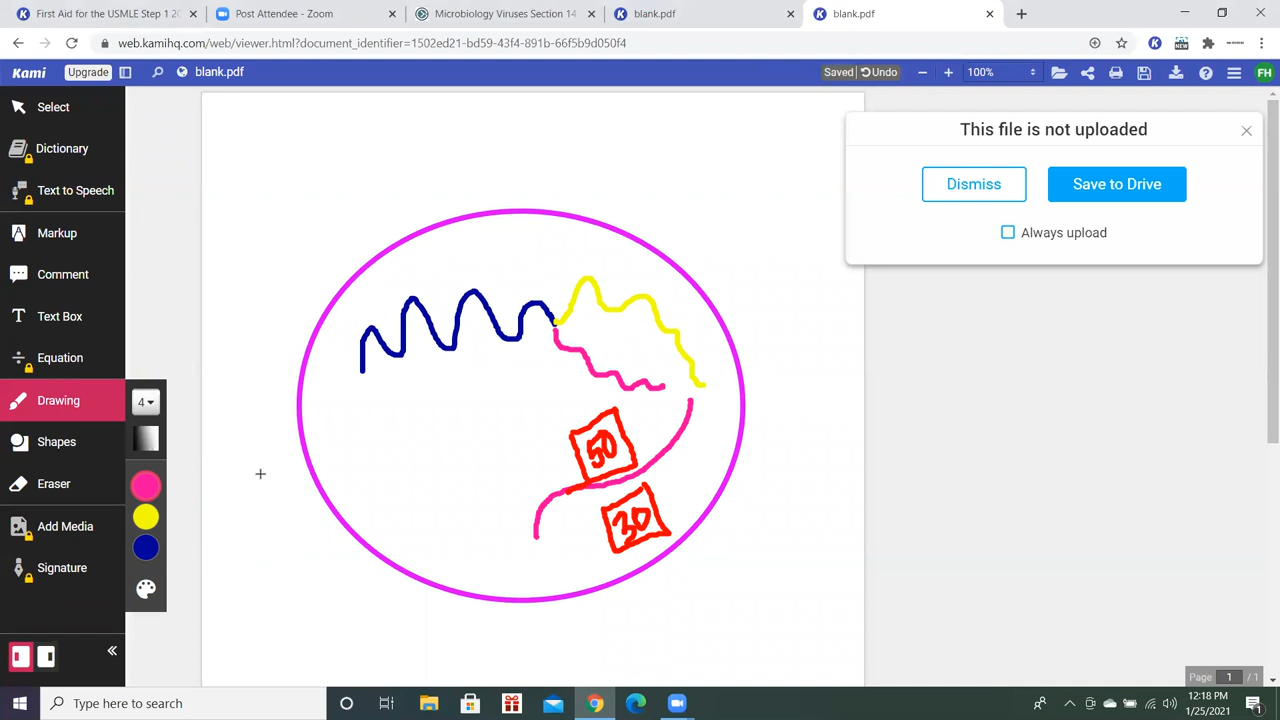 First Aid for the USMLE Step 1 20
Post Attendee - Zoom
Microbiology Viruses Section 14
blank.pdf
blank.pdf
web.kamihq.com/web/viewer.html?document_identifier=1502ed21-bd59-43f4-891b-66f5b9d050f4
Kami
Upgrade
blank.pdf
Saved Undo
100%
FH
Select
Dictionary
Text to Speech
Markup
Comment
T Text Box
Equation
Drawing
4
Shapes
Eraser
Add Media
Signature
This file is not uploaded
Dismiss
Save to Drive
Always upload
50
30
Page 1 / 1
Type here to search
12:18 PM
1/25/2021